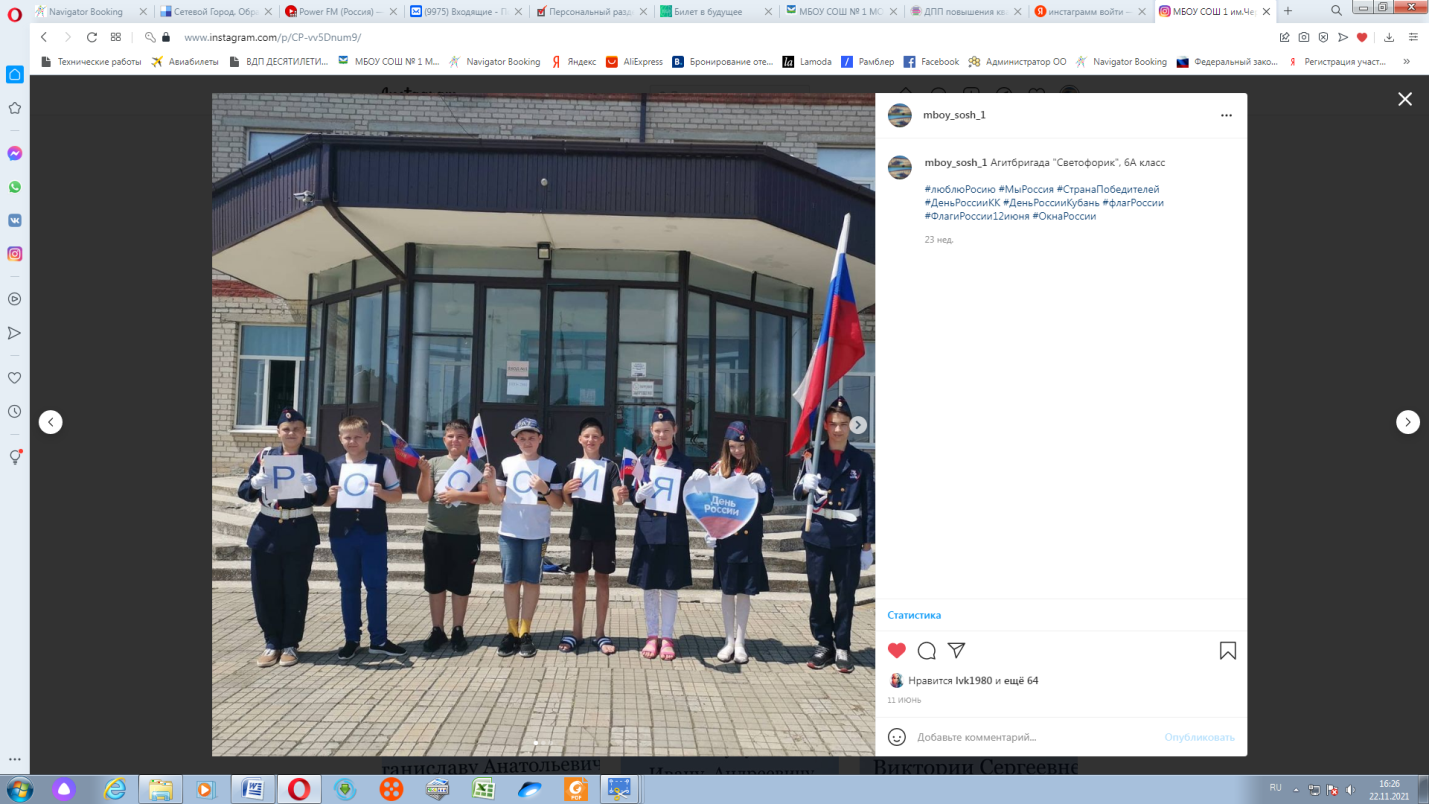 Navigator Booking
Сетевой Город. Обра
Power FM (Россия) —
(9975) Входящие - П
Персональный разд
Билет в будущее
МБОУ СОШ № 1 МО
ДПП повышения кв
инстаграмм войти —
МБОУ СОШ 1 им.Че
www.instagram.com/p/CP-vv5Dnum9/
Технические работы
Авиабилеты
ВДП ДЕСЯТИЛЕТИ...
МБОУ СОШ № 1 М...
Navigator Booking
Яндекс
AliExpress
Бронирование оте...
Lamoda
Рамблер
Facebook
Администратор ОО
Navigator Booking
Федеральный зако...
Регистрация участ...
mboy_sosh_1
mboy_sosh_1 Агитбригада "Светофорик", 6А класс
#люблюРосию #МыРоссия #СтранаПобедителей
#ДеньРоссииКК #ДеньРоссииКубань #флагРоссии
#ФлагиРоссии12июня #ОкнаРоссии
23 нед.
Р О С С И Я
День
России
Статистика
Нравится lvk1980 и ещё 64
11 ИЮНЬ
Добавьте комментарий...
Опубликовать
таниславу Анатольевич
Ивану Андреевичу
Виктории Сергеевне
RU
16:26
22.11.2021